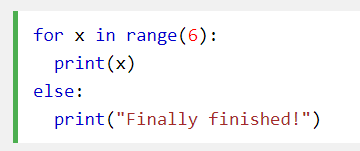 for x in range(6):
  print(x)
else:
  print("Finally finished!")